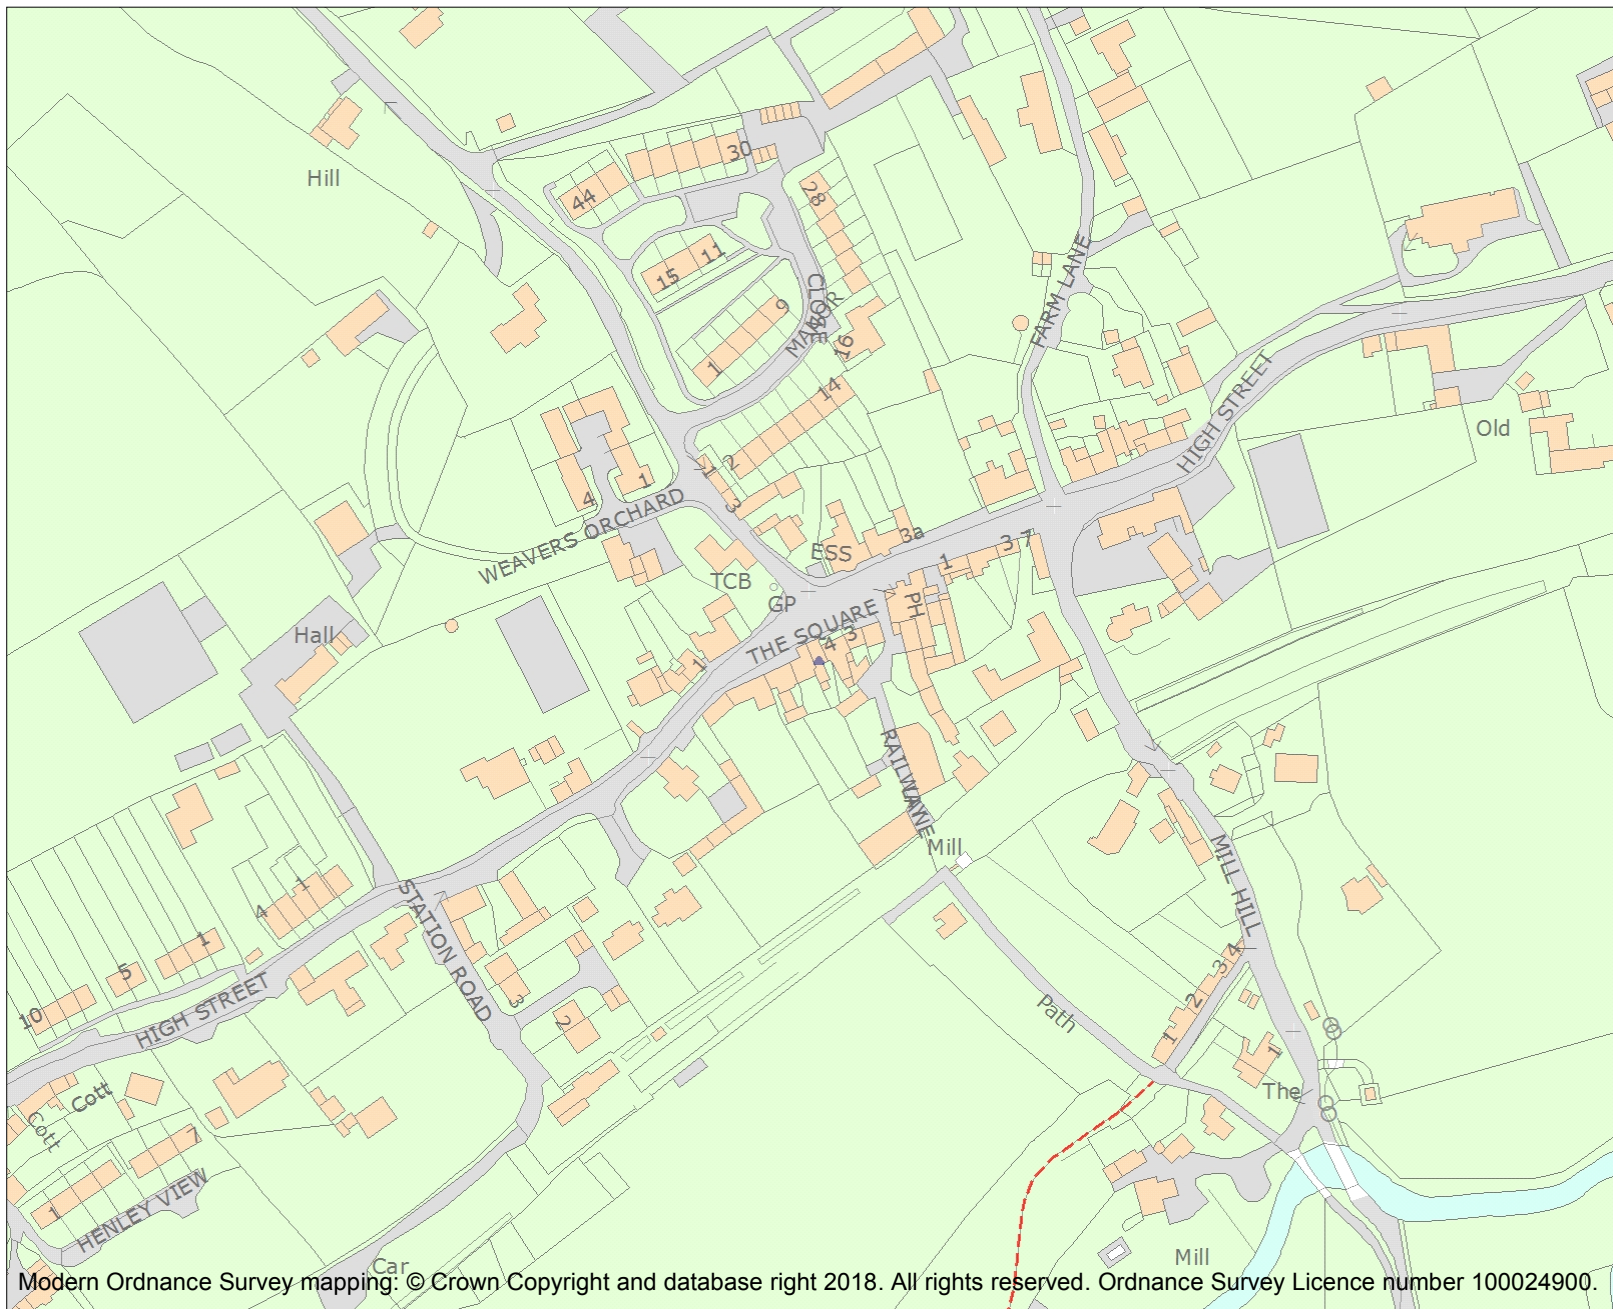 Hill
30
44
28
15 11
9
1
MANOR
CLOSE
16
14
FARM LANE
HIGH STREET
Old
2
1
3
1
4
WEAVERS ORCHARD
ESS
3a
TCB
GP
1
3 7
PH
THE SQUARE
4 3
Hall
1
RAILWAY
LANE
Mill
MILL HILL
1
4
STATION ROAD
1
5
10
HIGH STREET
3
2
Path
4
3
2
1
1
The
Cott
Cott
7
1
HENLEY VIEW
Car
Mill
Modern Ordnance Survey mapping: © Crown Copyright and database right 2018. All rights reserved. Ordnance Survey Licence number 100024900.